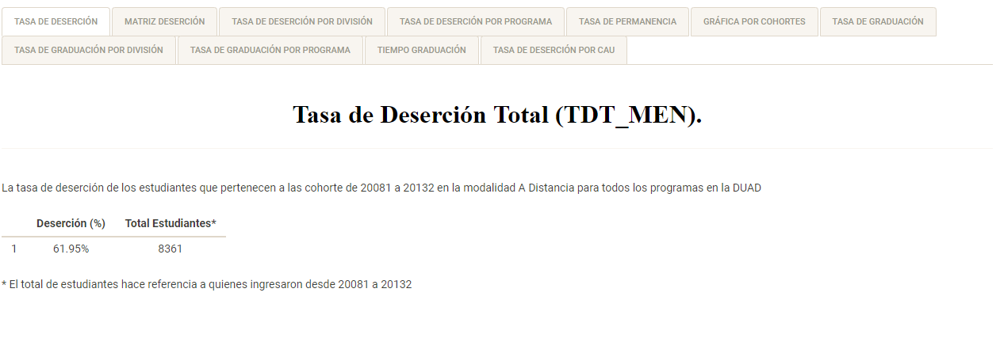 TASA DE DESERCIÓN MATRIZ DESERCIÓN TASA DE DESERCIÓN POR DIVISIÓN TASA DE DESERCIÓN POR PROGRAMA TASA DE PERMANENCIA GRÁFICA POR COHORTES TASA DE GRADUACIÓN
TASA DE GRADUACIÓN POR DIVISIÓN TASA DE GRADUACIÓN POR PROGRAMA TIEMPO GRADUACIÓN TASA DE DESERCIÓN POR CAU
Tasa de Deserción Total (TDT_MEN).
La tasa de deserción de los estudiantes que pertenecen a las cohorte de 20081 a 20132 en la modalidad A Distancia para todos los programas en la DUAD
Deserción (%) Total Estudiantes*
1 61.95% 8361
* El total de estudiantes hace referencia a quienes ingresaron desde 20081 a 20132